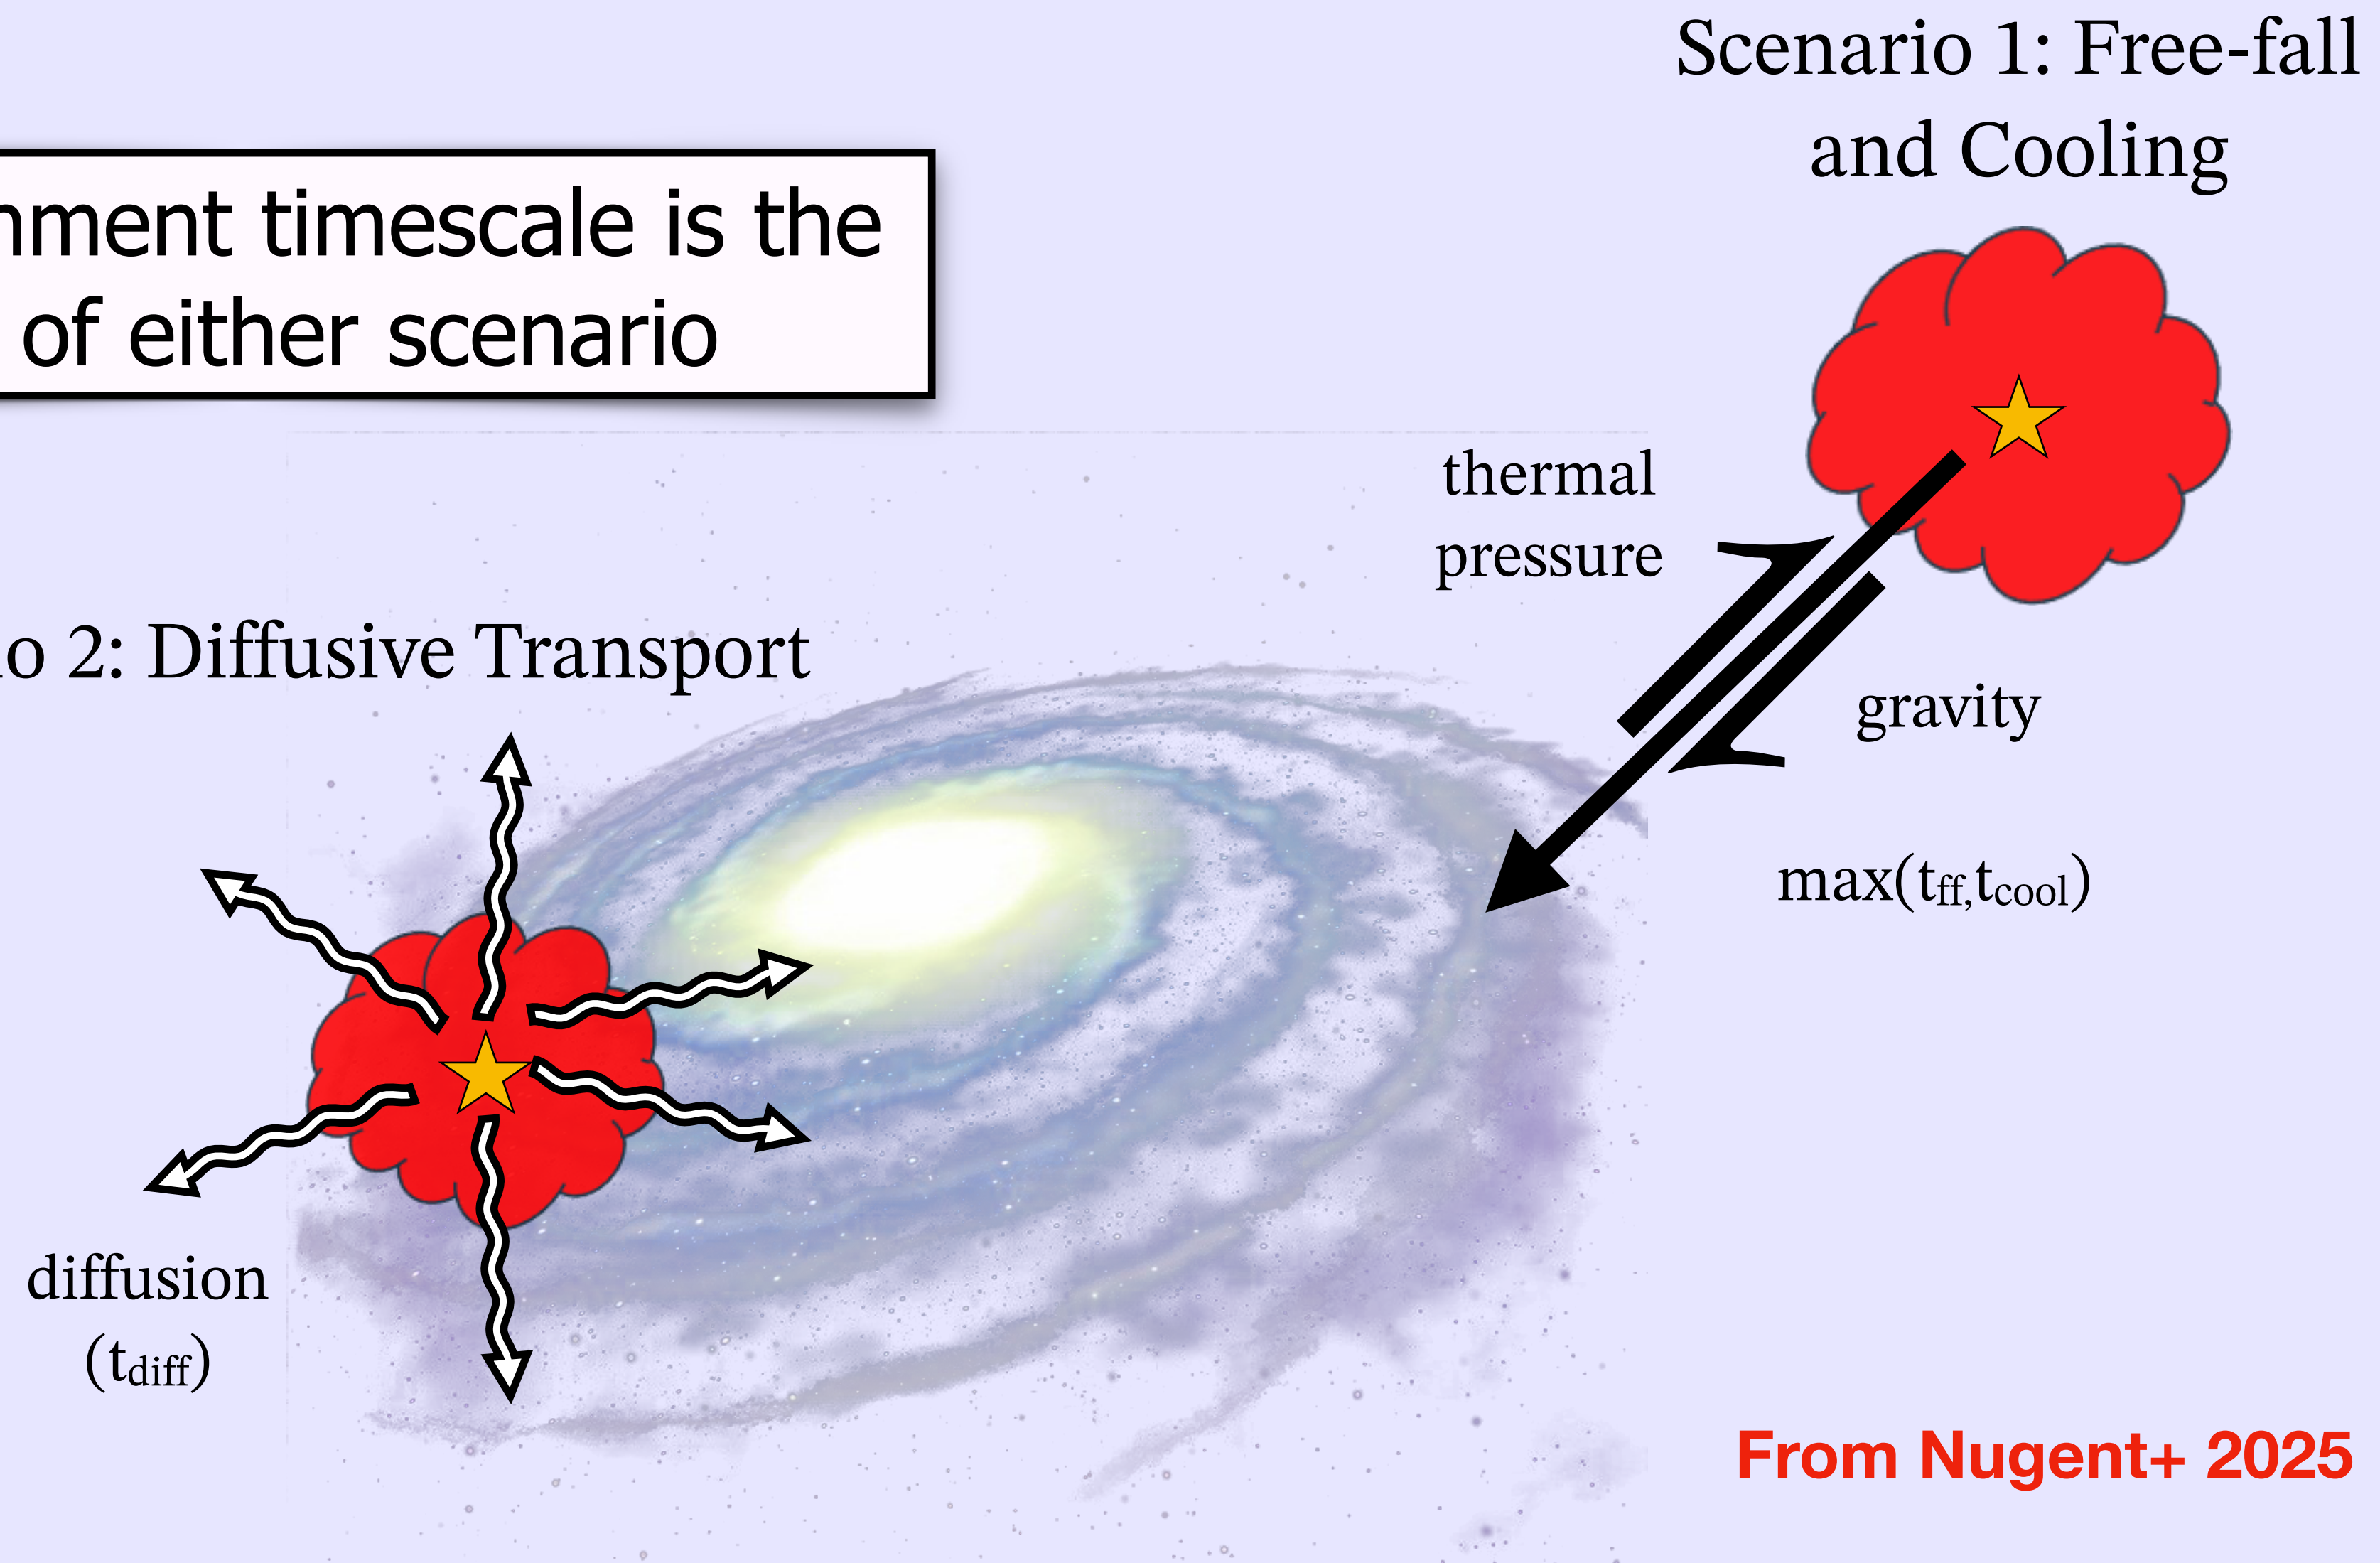 Scenario 1: Free-fall
and Cooling
nment timescale is the
of either scenario
thermal
pressure
io 2: Diffusive Transport
gravity
max(tff,tcool)
diffusion
(tdiff)
From Nugent+ 2025